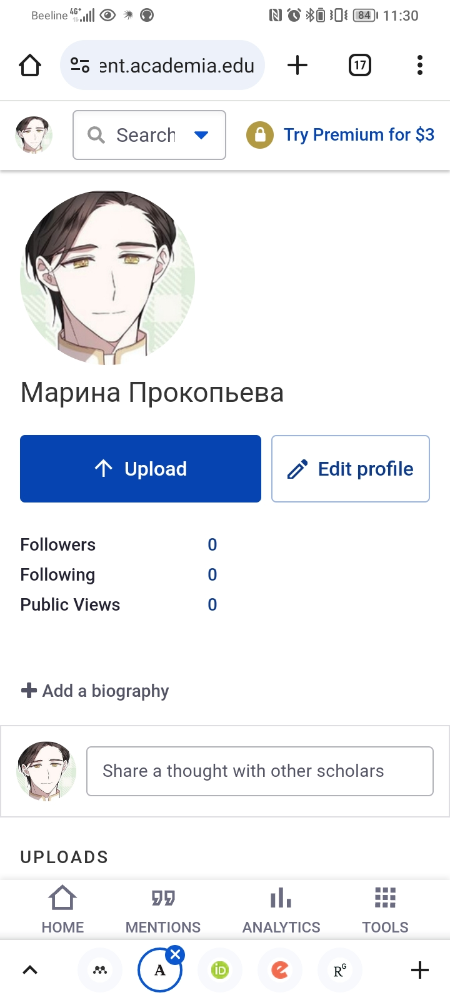 Beeline 4G+ 84 11:30
ent.academia.edu 17
Search Try Premium for $3
Марина Прокопьева
Upload Edit profile
Followers 0
Following 0
Public Views 0
Add a biography
Share a thought with other scholars
UPLOADS
HOME MENTIONS ANALYTICS TOOLS
A iD e RG